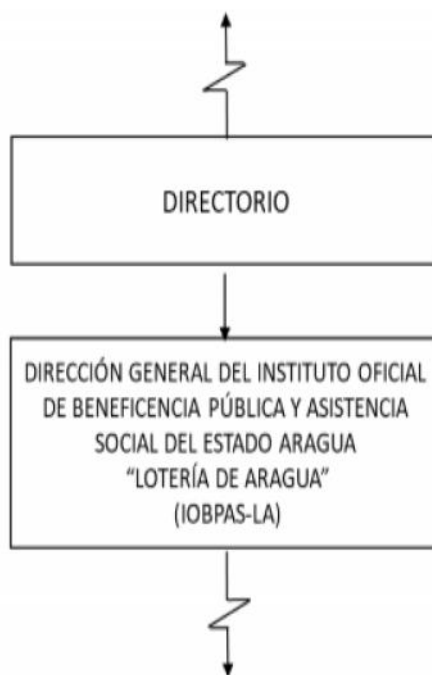 DIRECTORIO
DIRECCIÓN GENERAL DEL INSTITUTO OFICIAL
DE BENEFICENCIA PÚBLICA Y ASISTENCIA
SOCIAL DEL ESTADO ARAGUA
“LOTERÍA DE ARAGUA”
(IOBPAS-LA)